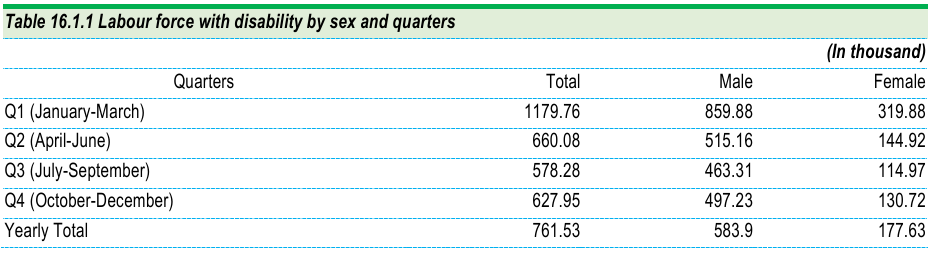 Table 16.1.1 Labour force with disability by sex and quarters
(In thousand)
Quarters Total Male Female
Q1 (January-March) 1179.76 859.88 319.88
Q2 (April-June) 660.08 515.16 144.92
Q3 (July-September) 578.28 463.31 114.97
Q4 (October-December) 627.95 497.23 130.72
Yearly Total 761.53 583.9 177.63